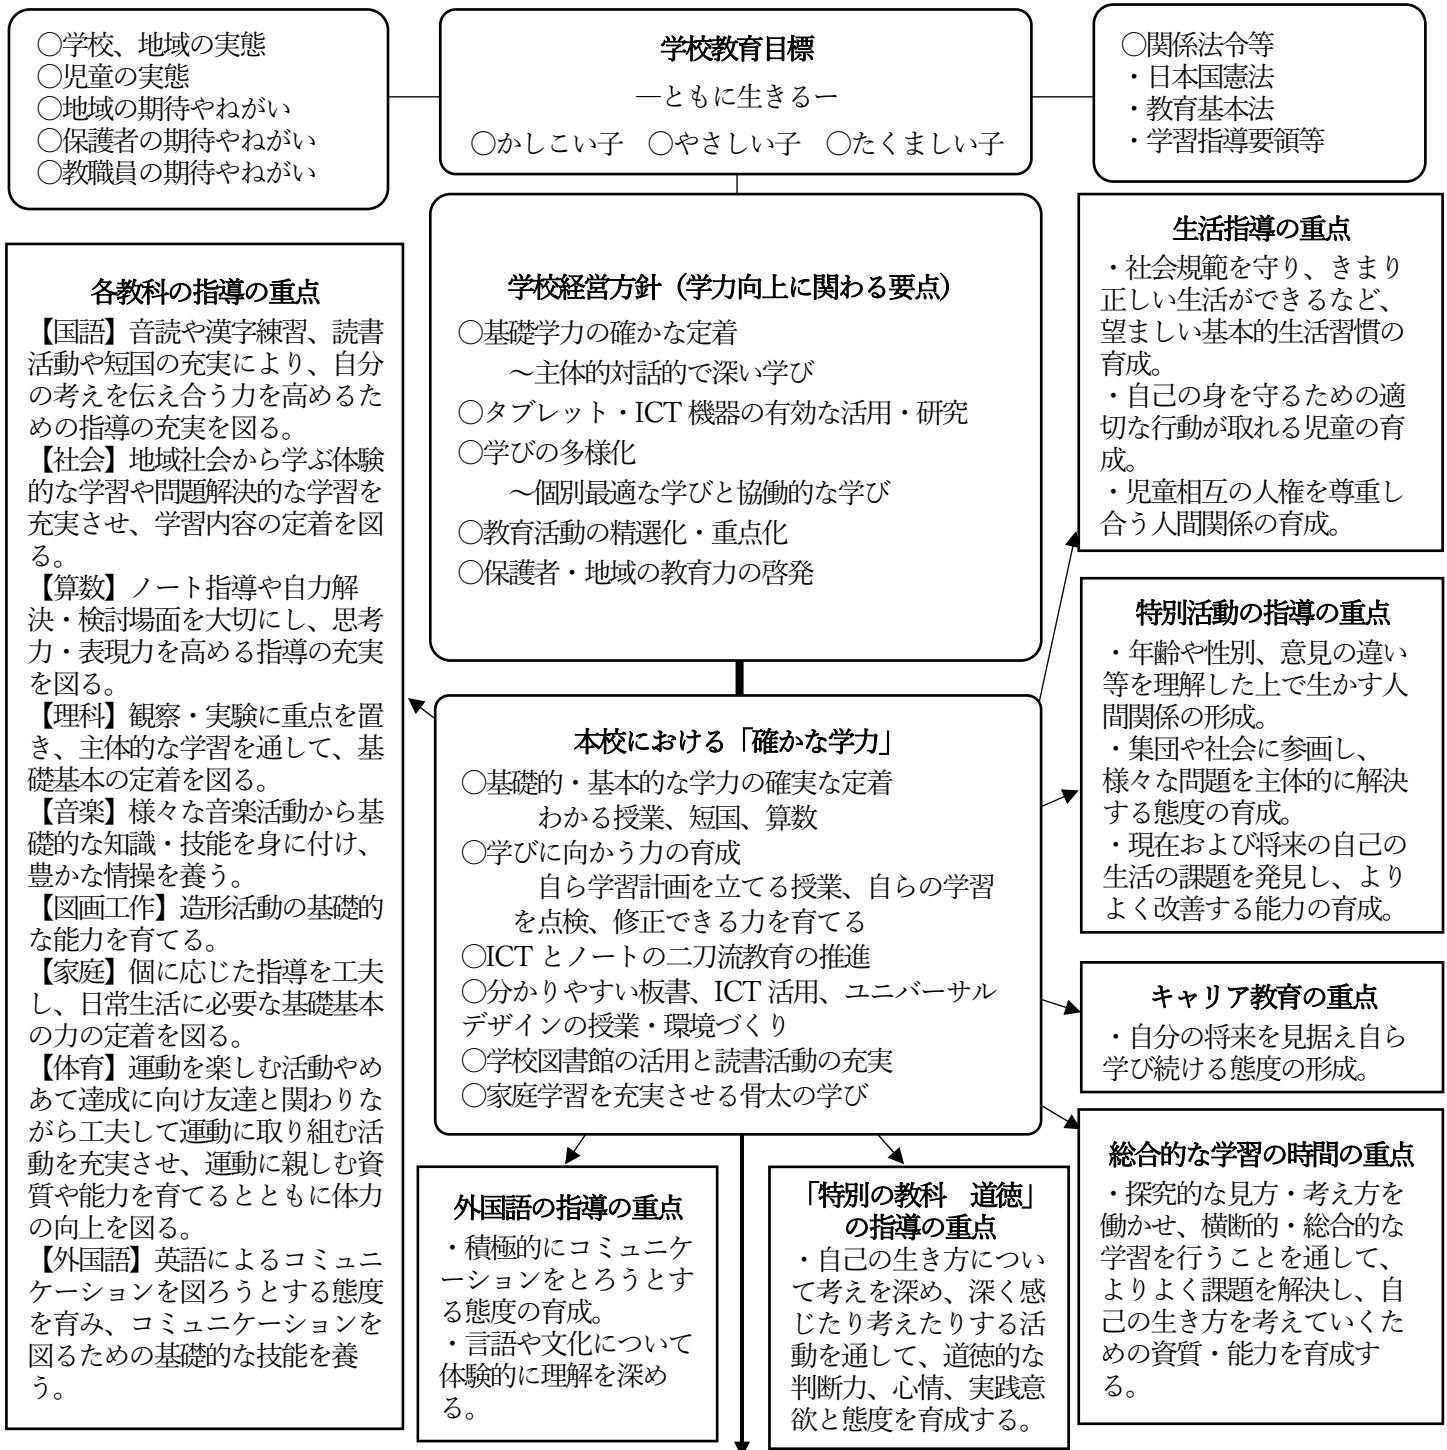 ○学校、地域の実態
○児童の実態
○地域の期待やねがい
○保護者の期待やねがい
○教職員の期待やねがい
学校教育目標
―ともに生きるー
○かしこい子　○やさしい子　○たくましい子
○関係法令等
・日本国憲法
・教育基本法
・学習指導要領等
各教科の指導の重点
【国語】音読や漢字練習、読書
活動や短国の充実により、自分
の考えを伝え合う力を高めるた
めの指導の充実を図る。
【社会】地域社会から学ぶ体験
的な学習や問題解決的な学習を
充実させ、学習内容の定着を図
る。
【算数】ノート指導や自力解
決・検討場面を大切にし、思考
力・表現力を高める指導の充実
を図る。
【理科】観察・実験に重点を置
き、主体的な学習を通して、基
礎基本の定着を図る。
【音楽】様々な音楽活動から基
礎的な知識・技能を身に付け、
豊かな情操を養う。
【図画工作】造形活動の基礎的
な能力を育てる。
【家庭】個に応じた指導を工夫
し、日常生活に必要な基礎基本
の力の定着を図る。
【体育】運動を楽しむ活動やめ
あて達成に向け友達と関わりな
がら工夫して運動に取り組む活
動を充実させ、運動に親しむ資
質や能力を育てるとともに体力
の向上を図る。
【外国語】英語によるコミュニ
ケーションを図ろうとする態度
を育み、コミュニケーションを
図るための基礎的な技能を養
う。
学校経営方針（学力向上に関わる要点）
○基礎学力の確かな定着
～主体的対話的で深い学び
○タブレット・ICT 機器の有効な活用・研究
○学びの多様化
～個別最適な学びと協働的な学び
○教育活動の精選化・重点化
○保護者・地域の教育力の啓発
本校における「確かな学力」
○基礎的・基本的な学力の確実な定着
わかる授業、短国、算数
○学びに向かう力の育成
自ら学習計画を立てる授業、自らの学習
を点検、修正できる力を育てる
○ICT とノートの二刀流教育の推進
○分かりやすい板書、ICT 活用、ユニバーサル
デザインの授業・環境づくり
○学校図書館の活用と読書活動の充実
○家庭学習を充実させる骨太の学び
外国語の指導の重点
・積極的にコミュニケ
ーションをとろうとす
る態度の育成。
・言語や文化について
体験的に理解を深め
る。
「特別の教科　道徳」
の指導の重点
・自己の生き方につい
て考えを深め、深く感
じたり考えたりする活
動を通して、道徳的な
判断力、心情、実践意
欲と態度を育成する。
生活指導の重点
・社会規範を守り、きまり
正しい生活ができるなど、
望ましい基本的生活習慣の
育成。
・自己の身を守るための適
切な行動が取れる児童の育
成。
・児童相互の人権を尊重し
合う人間関係の育成。
特別活動の指導の重点
・年齢や性別、意見の違い
等を理解した上で生かす人
間関係の形成。
・集団や社会に参画し、
様々な問題を主体的に解決
する態度の育成。
・現在および将来の自己の
生活の課題を発見し、より
よく改善する能力の育成。
キャリア教育の重点
・自分の将来を見据え自ら
学び続ける態度の形成。
総合的な学習の時間の重点
・探究的な見方・考え方を
働かせ、横断的・総合的な
学習を行うことを通して、
よりよく課題を解決し、自
己の生き方を考えていくた
めの資質・能力を育成す
る。